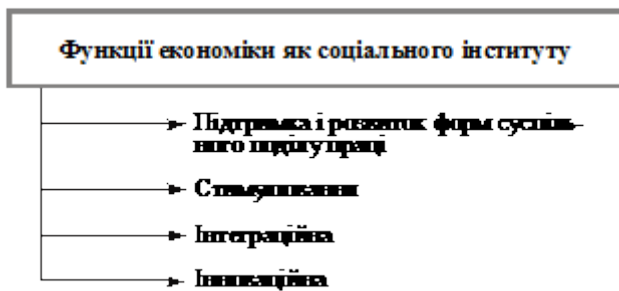 Функції економіки як соціального інституту
Підтримка і розвиток форм суспіль-
ного поділу праці
Стимулювання
Інтеграційна
Інноваційна